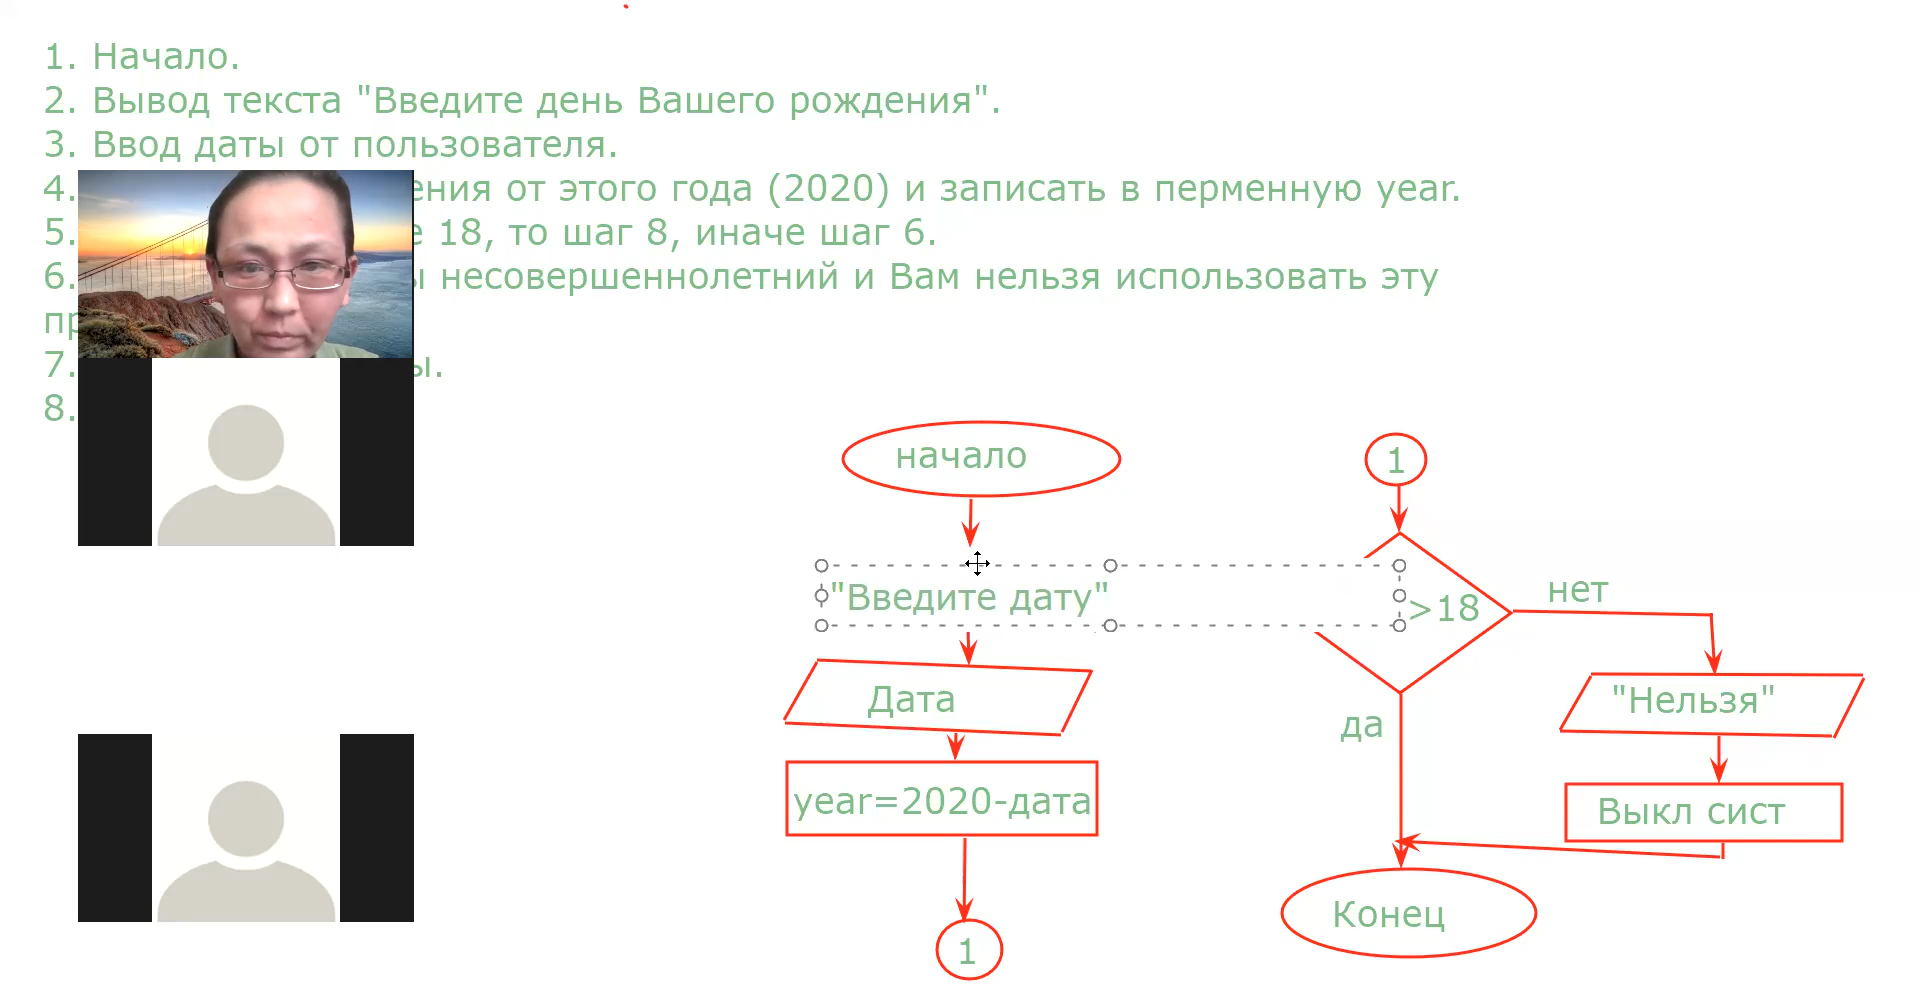 1. Начало.
2. Вывод текста "Введите день Вашего рождения".
3. Ввод даты от пользователя.
4. от этого года (2020) и записать в перменную year.
5. 18, то шаг 8, иначе шаг 6.
6. несовершеннолетний и Вам нельзя использовать эту
7.
8.
начало
"Введите дату"
Дата
year=2020-дата
1
1
>18
нет
да
"Нельзя"
Выкл сист
Конец